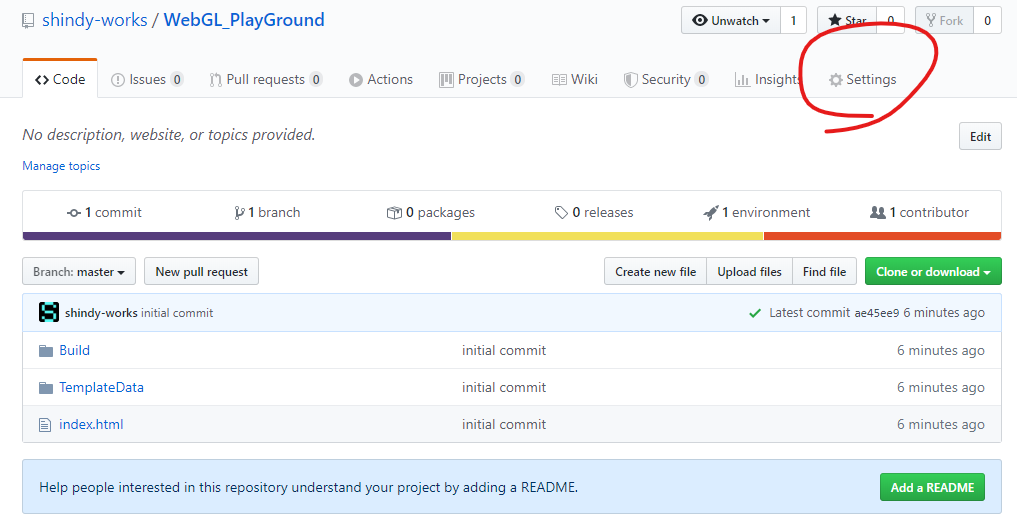 shindy-works / WebGL_PlayGround Unwatch 1 Star 0 Fork 0
Code Issues 0 Pull requests 0 Actions Projects 0 Wiki Security 0 Insights Settings
No description, website, or topics provided. Edit
Manage topics
1 commit 1 branch 0 packages 0 releases 1 environment 1 contributor
Branch: master New pull request Create new file Upload files Find file Clone or download
shindy-works initial commit Latest commit ae45ee9 6 minutes ago
Build initial commit 6 minutes ago
TemplateData initial commit 6 minutes ago
index.html initial commit 6 minutes ago
Help people interested in this repository understand your project by adding a README. Add a README